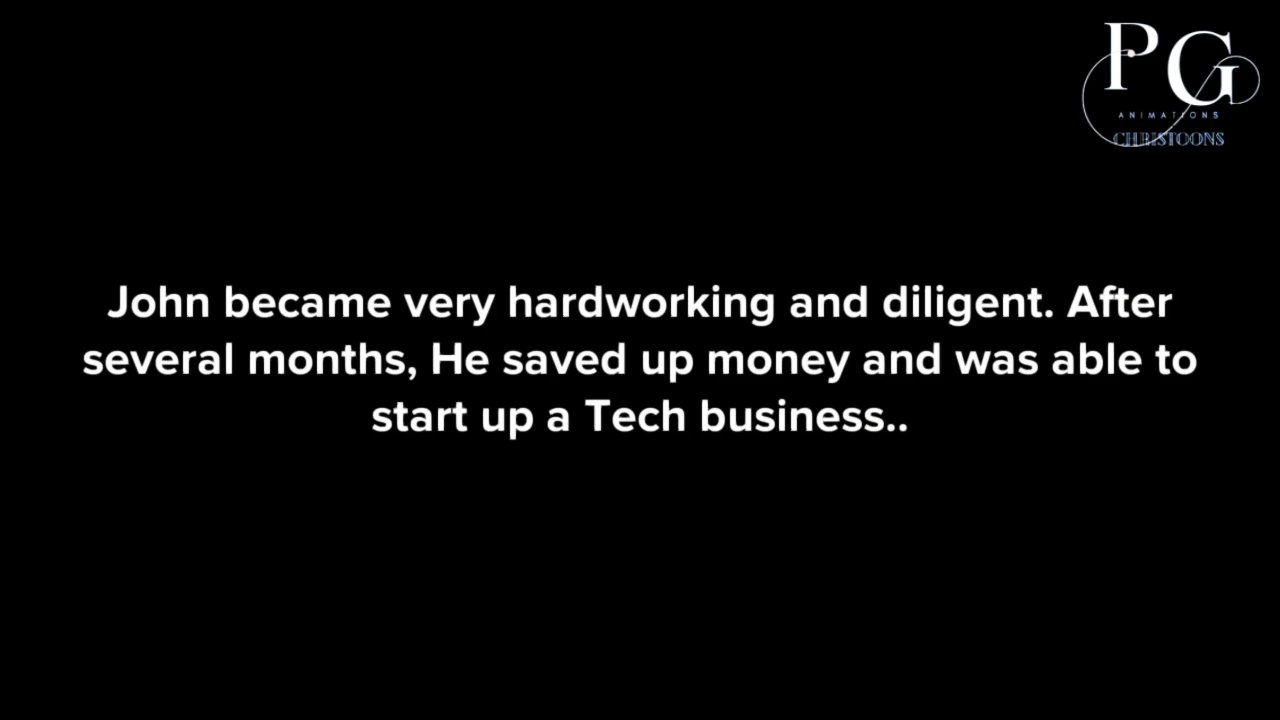 PG
ANIMATIONS
CHRISTOONS
John became very hardworking and diligent. After
several months, He saved up money and was able to
start up a Tech business..